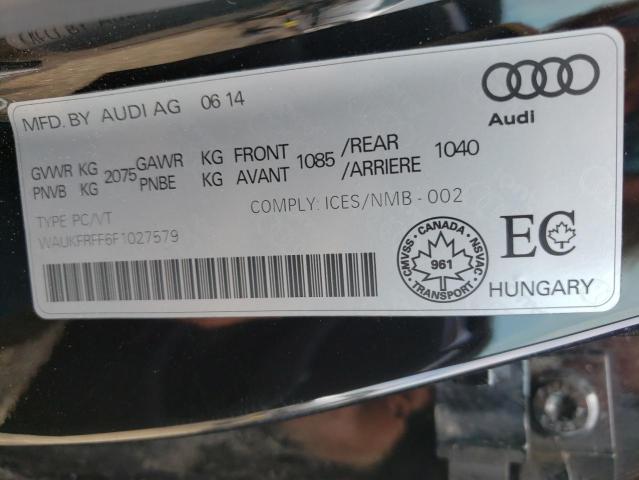 MFD. BY AUDI AG 06 14
Audi
GVWR KG 2075 GAWR KG FRONT 1085 /REAR 1040
PNVB KG PNBE KG AVANT /ARRIERE
COMPLY: ICES/NMB - 002
TYPE PC/VT
WAUKFRFF6F1027579
CANADA
CMVSS
NSVAC
961
TRANSPORT
EC
HUNGARY